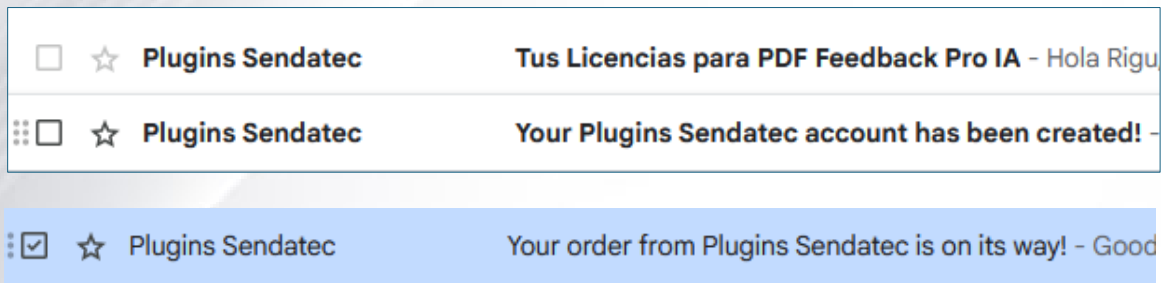 Plugins Sendatec Tus Licencias para PDF Feedback Pro IA - Hola Rigu,
Plugins Sendatec Your Plugins Sendatec account has been created! -
Plugins Sendatec Your order from Plugins Sendatec is on its way! - Good